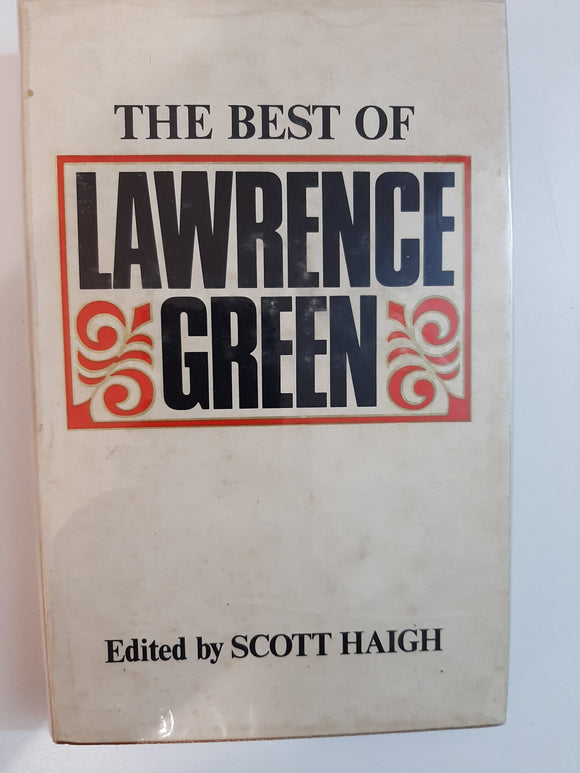 THE BEST OF
LAWRENCE
GREEN
Edited by SCOTT HAIGH